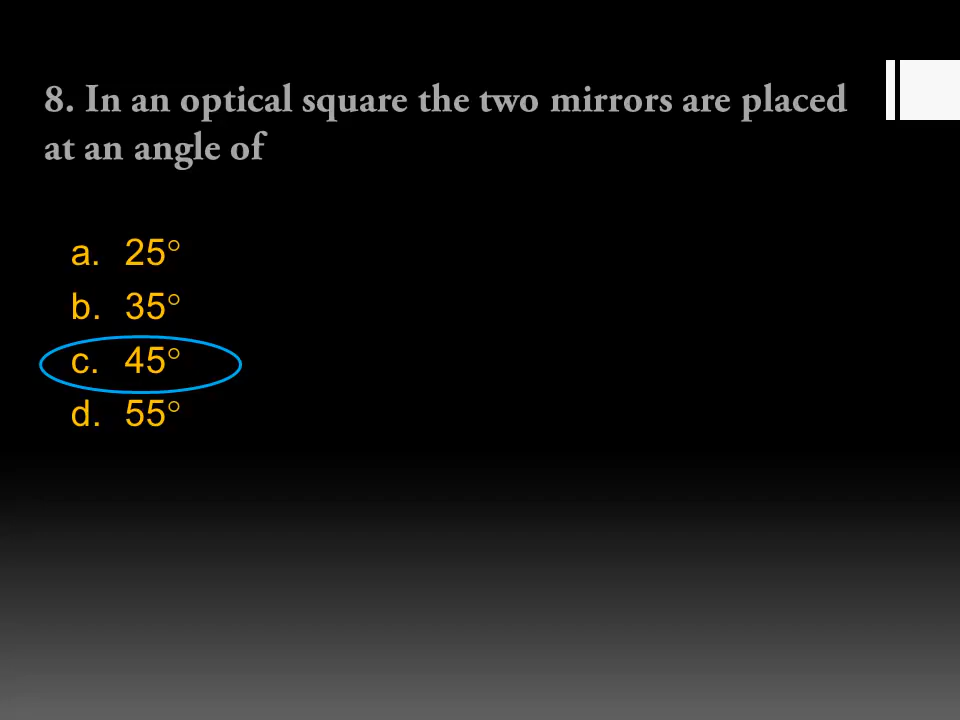 8. In an optical square the two mirrors are placed
at an angle of
a. 25°
b. 35°
c. 45°
d. 55°